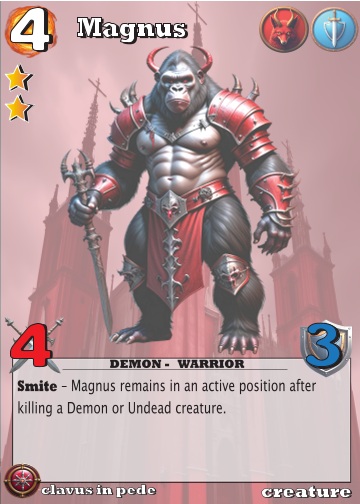 4 Magnus
4
3
DEMON - WARRIOR
Smite - Magnus remains in an active position after
killing a Demon or Undead creature.
clavus in pede
creature